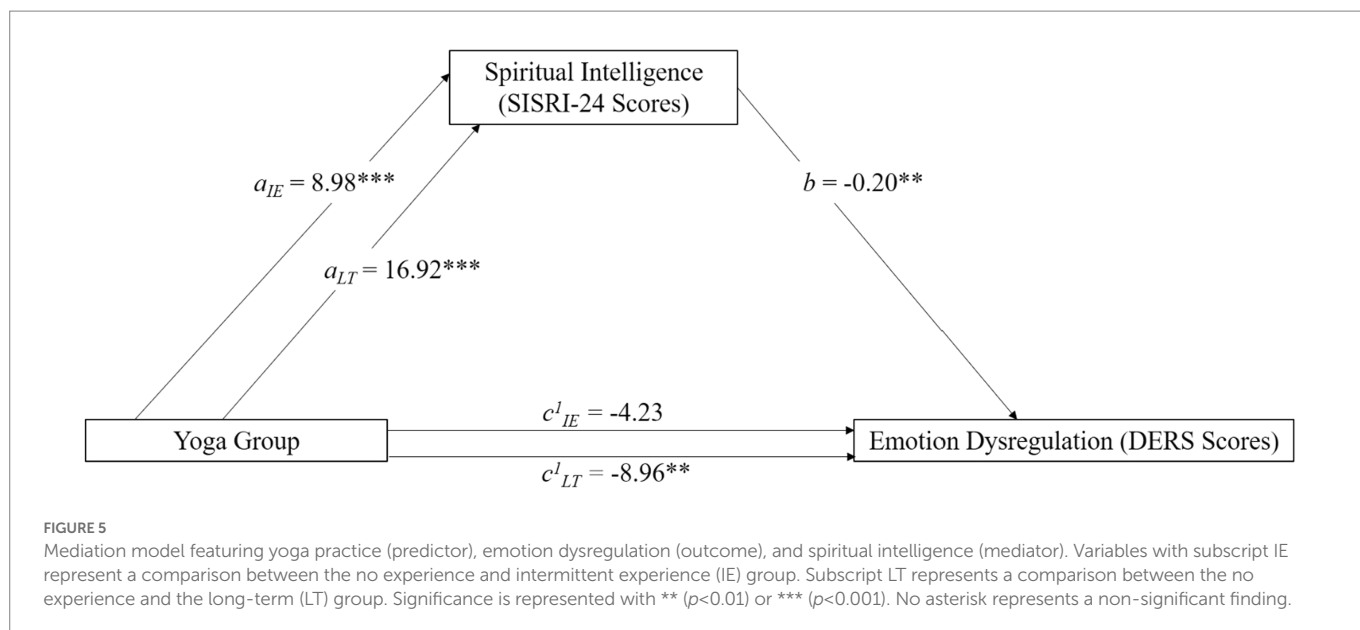 Spiritual Intelligence
(SISRI-24 Scores)
a_IE = 8.98***
b = -0.20**
a_LT = 16.92***
c¹_IE = -4.23
Yoga Group
Emotion Dysregulation (DERS Scores)
c¹_LT = -8.96**
FIGURE 5
Mediation model featuring yoga practice (predictor), emotion dysregulation (outcome), and spiritual intelligence (mediator). Variables with subscript IE
represent a comparison between the no experience and intermittent experience (IE) group. Subscript LT represents a comparison between the no
experience and the long-term (LT) group. Significance is represented with ** (p<0.01) or *** (p<0.001). No asterisk represents a non-significant finding.